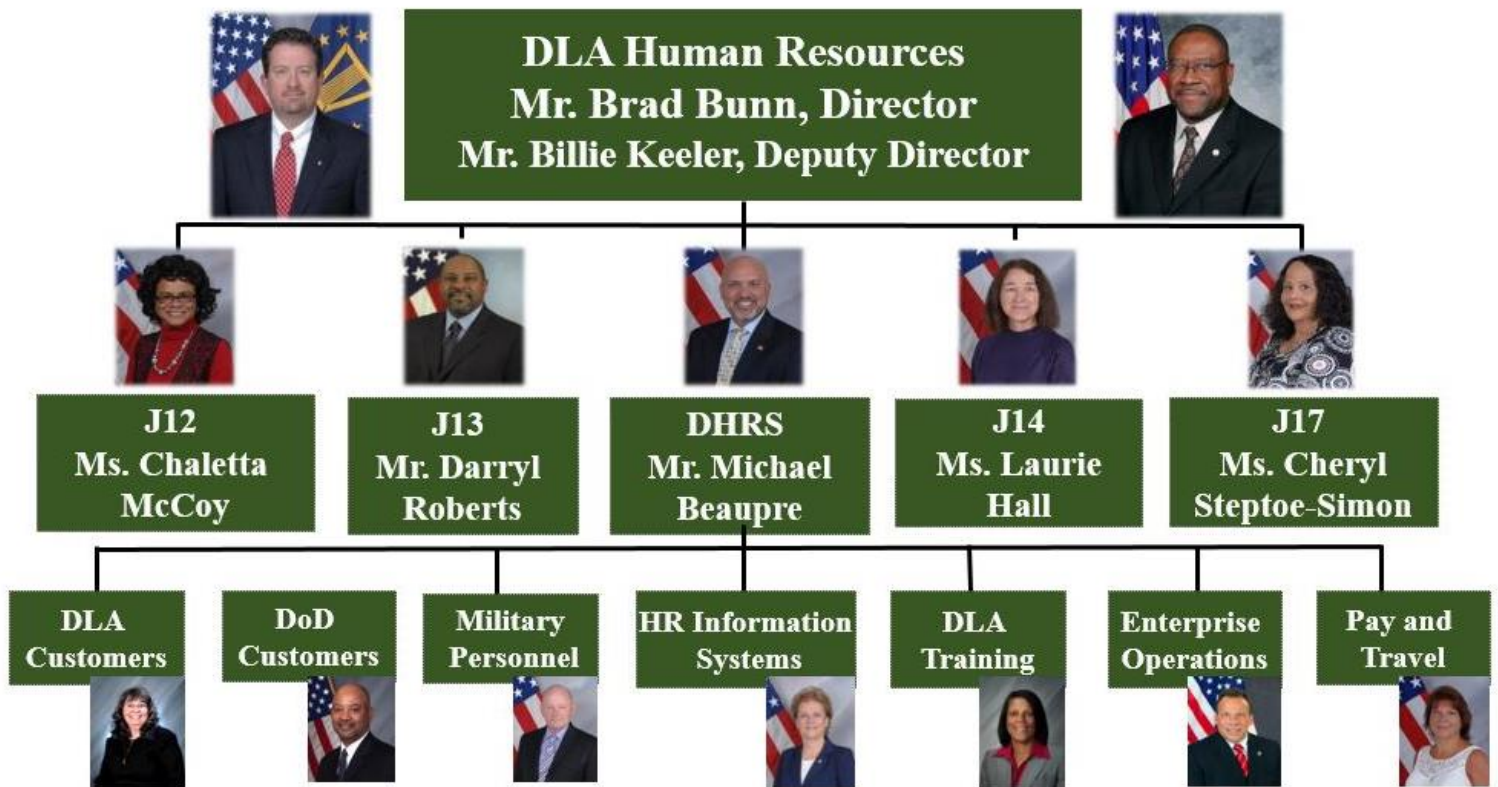 DLA Human Resources
Mr. Brad Bunn, Director
Mr. Billie Keeler, Deputy Director
J12
Ms. Chaletta
McCoy
J13
Mr. Darryl
Roberts
DHRS
Mr. Michael
Beaupre
J14
Ms. Laurie
Hall
J17
Ms. Cheryl
Steptoe-Simon
DLA
Customers
DoD
Customers
Military
Personnel
HR Information
Systems
DLA
Training
Enterprise
Operations
Pay and
Travel